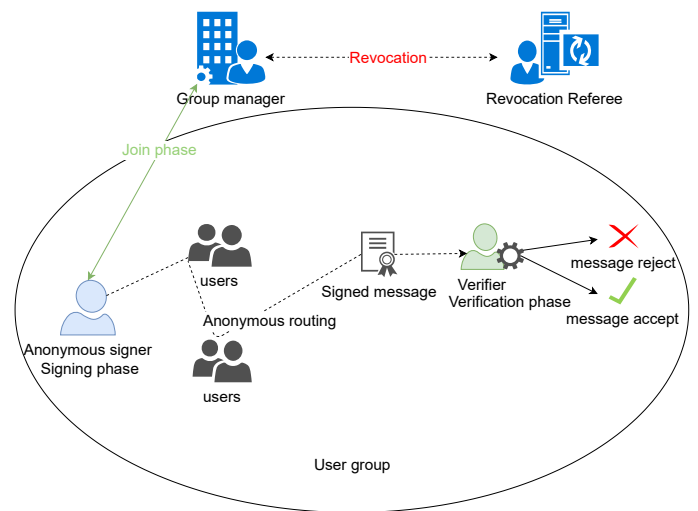 Revocation
Group manager
Revocation Referee
Join phase
users
Signed message
Verifier
Verification phase
message reject
message accept
Anonymous routing
Anonymous signer
Signing phase
users
User group